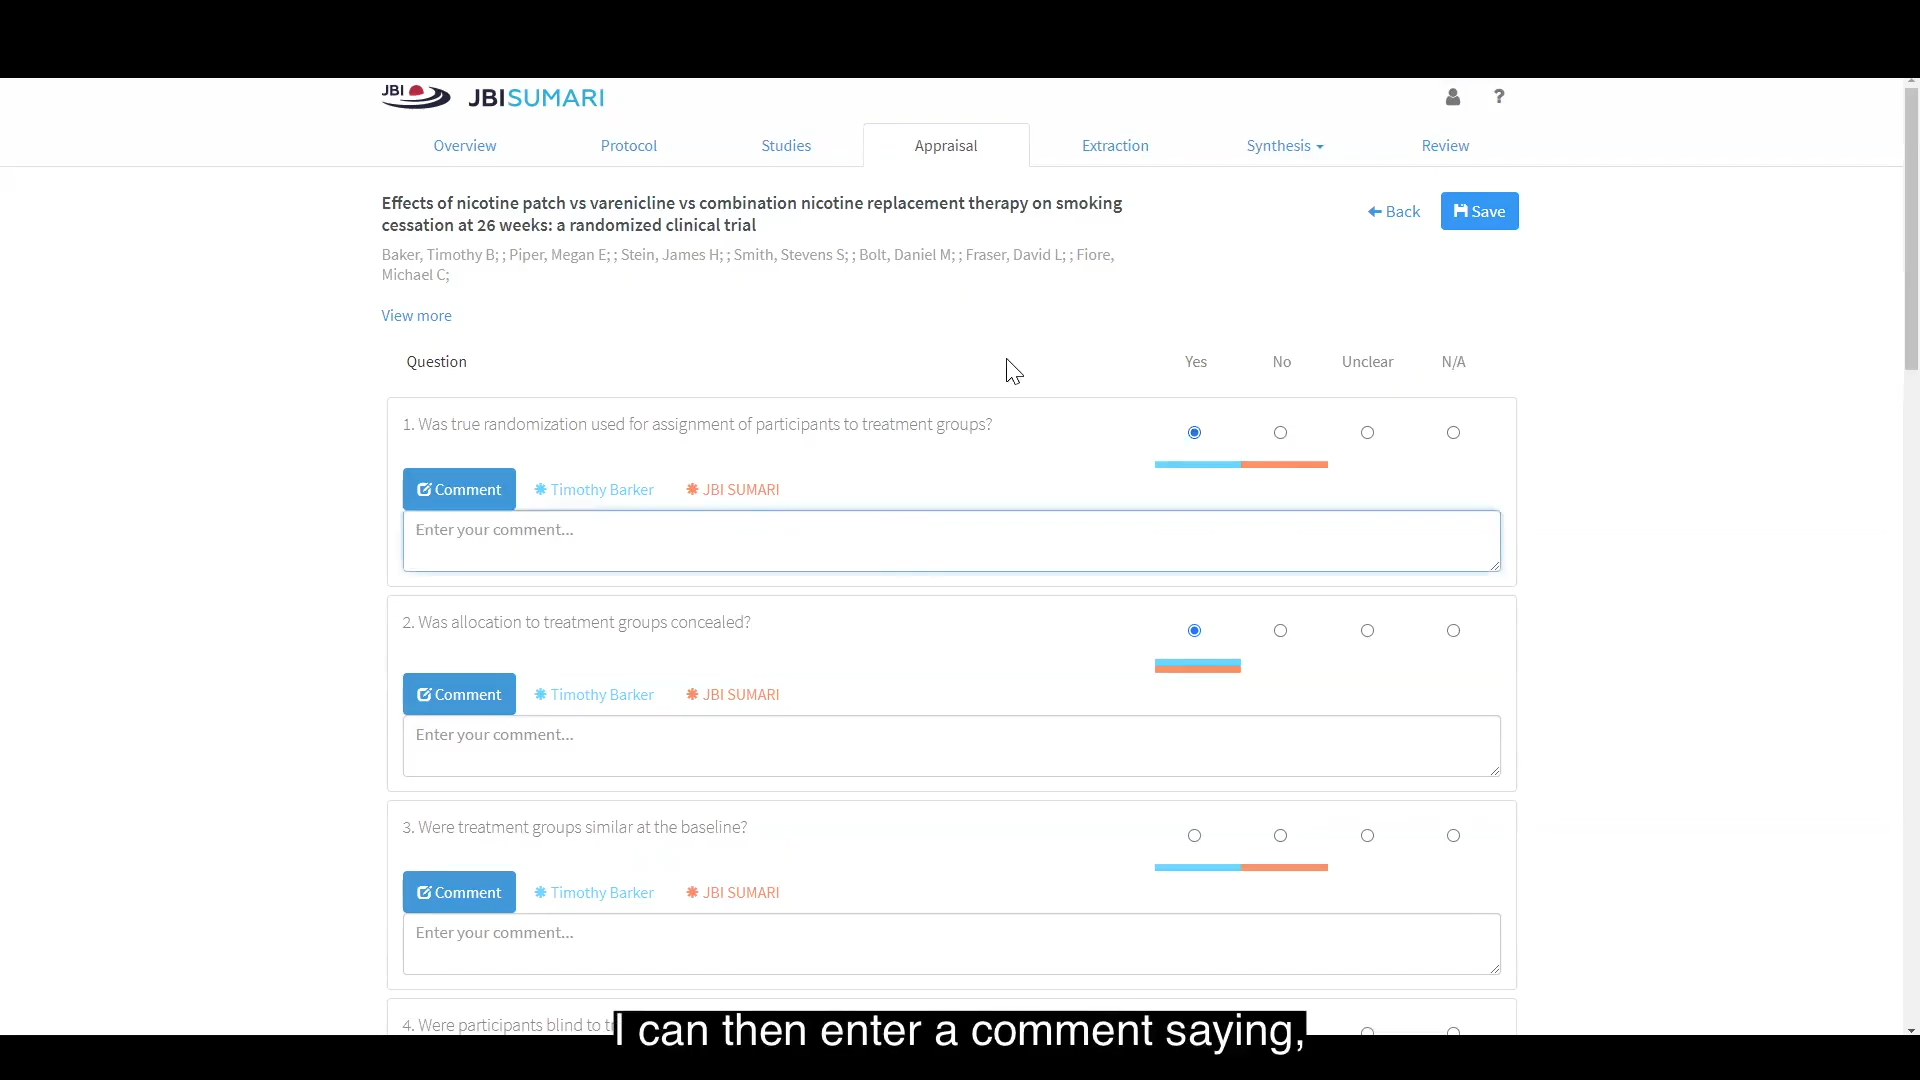 JBI JBISUMARI ?
Overview Protocol Studies Appraisal Extraction Synthesis Review
Effects of nicotine patch vs varenicline vs combination nicotine replacement therapy on smoking
cessation at 26 weeks: a randomized clinical trial
Back Save
Baker, Timothy B; ; Piper, Megan E; ; Stein, James H; ; Smith, Stevens S; ; Bolt, Daniel M; ; Fraser, David L; ; Fiore,
Michael C;
View more
Question Yes No Unclear N/A
1. Was true randomization used for assignment of participants to treatment groups?
Comment Timothy Barker JBI SUMARI
Enter your comment...
2. Was allocation to treatment groups concealed?
Comment Timothy Barker JBI SUMARI
Enter your comment...
3. Were treatment groups similar at the baseline?
Comment Timothy Barker JBI SUMARI
Enter your comment...
4. Were participants blind to
I can then enter a comment saying,